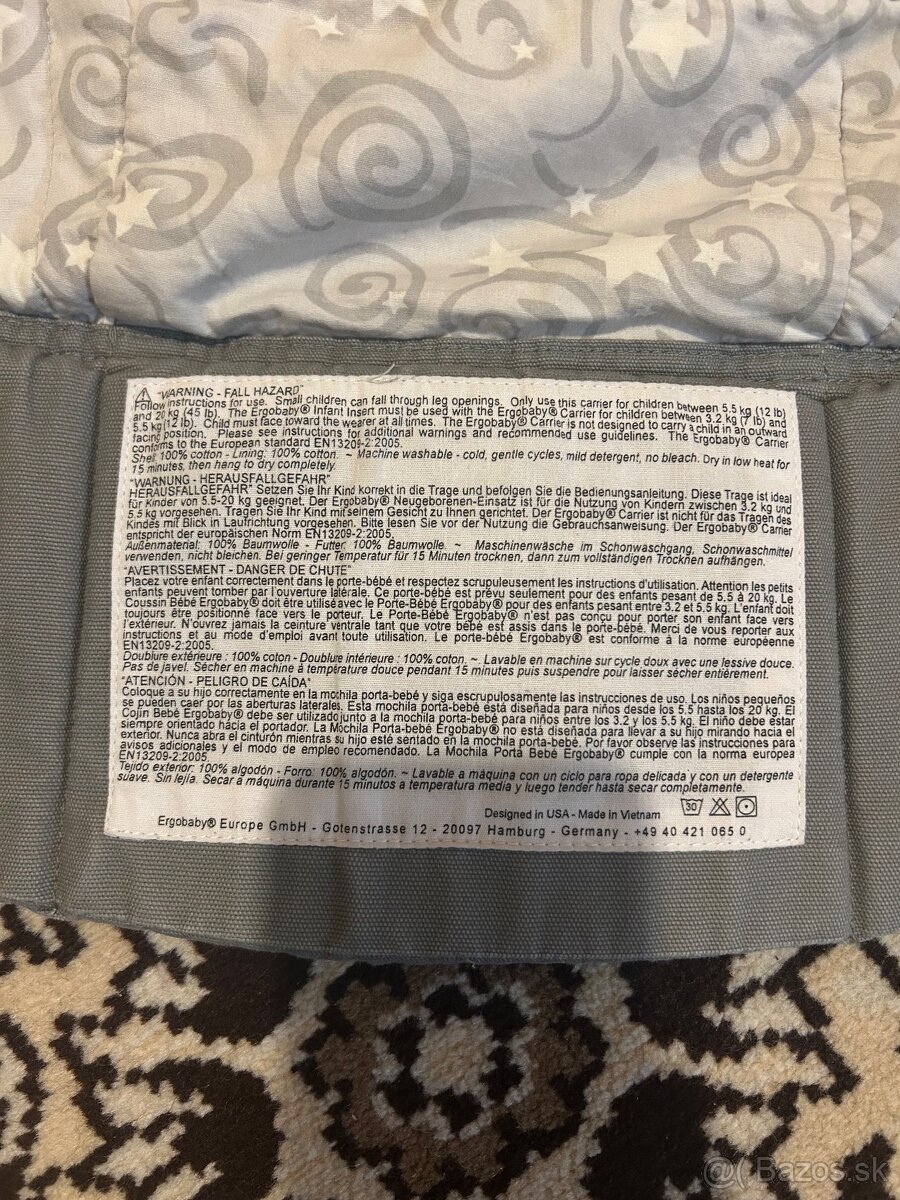 "WARNING - FALL HAZARD"
Follow instructions for use. Small children can fall through leg openings. Only use this carrier for children between 5.5 kg (12 lb)
and 20 kg (45 lb). The Ergobaby® Infant Insert must be used with the Ergobaby® Carrier for children between 3.2 kg (7 lb) and
5.5 kg (12 lb). Child must face toward the wearer at all times. The Ergobaby® Carrier is not designed to carry a child in an outward
facing position. Please see instructions for additional warnings and recommended use guidelines. The Ergobaby® Carrier
conforms to the European standard EN13209-2:2005.
Shell: 100% cotton - Lining: 100% cotton. ~ Machine washable - cold, gentle cycles, mild detergent, no bleach. Dry in low heat for
15 minutes, then hang to dry completely.
"WARNUNG - HERAUSFALLGEFAHR"
HERAUSFALLGEFAHR" Setzen Sie Ihr Kind korrekt in die Trage und befolgen Sie die Bedienungsanleitung. Diese Trage ist ideal
für Kinder von 5.5-20 kg geeignet. Der Ergobaby® Neugeborenen-Einsatz ist für die Nutzung von Kindern zwischen 3.2 kg und
5.5 kg vorgesehen. Tragen Sie Ihr Kind mit seinem Gesicht zu Ihnen gerichtet. Der Ergobaby® Carrier ist nicht für das Tragen des
Kindes mit Blick in Laufrichtung vorgesehen. Bitte lesen Sie vor der Nutzung die Gebrauchsanweisung. Der Ergobaby® Carrier
entspricht der europäischen Norm EN13209-2:2005.
Außenmaterial: 100% Baumwolle - Futter: 100% Baumwolle. ~ Maschinenwäsche im Schonwaschgang, Schonwaschmittel
verwenden, nicht bleichen. Bei geringer Temperatur für 15 Minuten trocknen, dann zum vollständigen Trocknen aufhängen.
"AVERTISSEMENT - DANGER DE CHUTE"
Placez votre enfant correctement dans le porte-bébé et respectez scrupuleusement les instructions d'utilisation. Attention les petits
enfants peuvent tomber par l'ouverture latérale. Ce porte-bébé est prévu seulement pour des enfants pesant de 5.5 à 20 kg. Le
Coussin Bébé Ergobaby® doit être utilisé avec le Porte-Bébé Ergobaby® pour des enfants pesant entre 3.2 et 5.5 kg. L'enfant doit
toujours être positionné face vers le porteur. Le Porte-Bébé Ergobaby® n'est pas conçu pour porter son enfant face vers
l'extérieur. N'ouvrez jamais la ceinture ventrale tant que votre bébé est assis dans le porte-bébé. Merci de vous reporter aux
instructions et au mode d'emploi avant toute utilisation. Le porte-bébé Ergobaby® est conforme à la norme européenne
EN13209-2:2005.
Doublure extérieure : 100% coton - Doublure intérieure : 100% coton. ~ Lavable en machine sur cycle doux avec une lessive douce.
Pas de javel. Sécher en machine à température douce pendant 15 minutes puis suspendre pour laisser sécher entièrement.
"ATENCIÓN - PELIGRO DE CAÍDA"
Coloque a su hijo correctamente en la mochila porta-bebé y siga escrupulosamente las instrucciones de uso. Los niños pequeños
se pueden caer por las aberturas laterales. Esta mochila porta-bebé está diseñada para niños desde los 5.5 hasta los 20 kg. El
Cojin Bebé Ergobaby® debe ser utilizado junto a la mochila porta-bebé para niños entre los 3.2 y los 5.5 kg. El niño debe estar
siempre orientado hacia el portador. La Mochila Porta-Bebé Ergobaby® no está diseñada para llevar a su hijo mirando hacia el
exterior. Nunca abra el cinturón mientras su hijo esté sentado en la mochila porta-bebé. Por favor observe las instrucciones para
avisos adicionales y el modo de empleo recomendado. La Mochila Porta Bebé Ergobaby® cumple con la norma europea
EN13209-2:2005.
Tejido exterior: 100% algodón - Forro: 100% algodón. ~ Lavable a máquina con un ciclo para ropa delicada y con un detergente
suave. Sin lejía. Secar a máquina durante 15 minutos a temperatura media y luego tender hasta secar completamente.
Designed in USA - Made in Vietnam 30
Ergobaby® Europe GmbH - Gotenstrasse 12 - 20097 Hamburg - Germany - +49 40 421 065 0
Bazos.sk